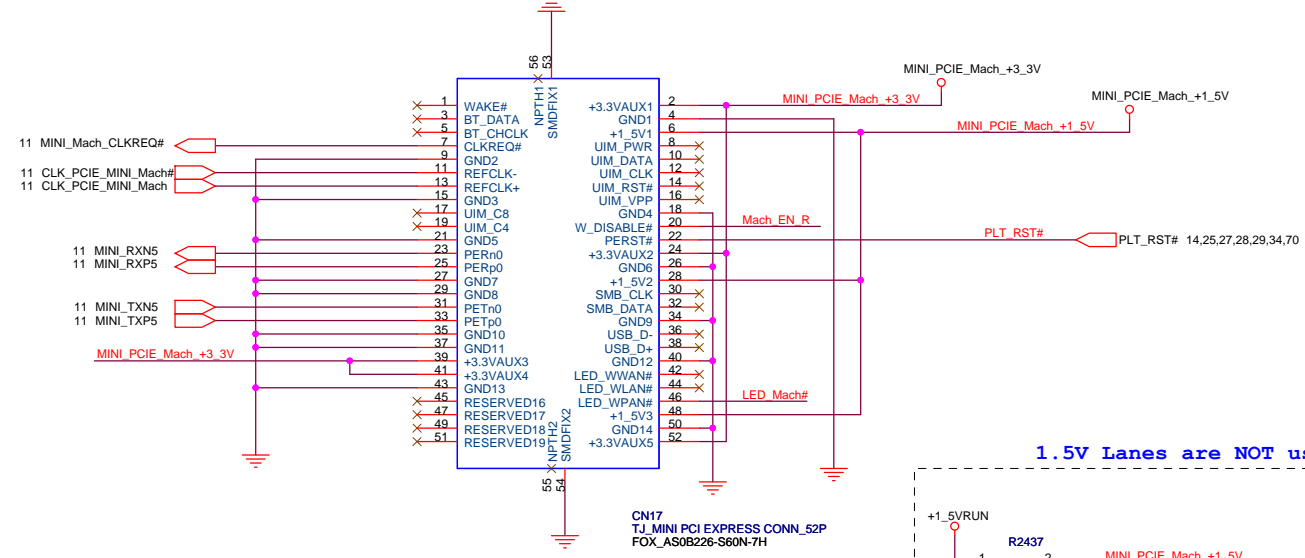 56
53
NPTH1
SMDFIX1
MINI_PCIE_Mach_+3_3V
MINI_PCIE_Mach_+1_5V
1 WAKE# +3.3VAUX1 2 MINI_PCIE_Mach_+3_3V
3 BT_DATA GND1 4
5 BT_CHCLK +1_5V1 6 MINI_PCIE_Mach_+1_5V
11 MINI_Mach_CLKREQ# 7 CLKREQ# UIM_PWR 8
9 GND2 UIM_DATA 10
11 CLK_PCIE_MINI_Mach# 11 REFCLK- UIM_CLK 12
11 CLK_PCIE_MINI_Mach 13 REFCLK+ UIM_RST# 14
15 GND3 UIM_VPP 16
17 UIM_C8 GND4 18
19 UIM_C4 W_DISABLE# 20 Mach_EN_R
21 GND5 PERST# 22 PLT_RST# PLT_RST# 14,25,27,28,29,34,70
11 MINI_RXN5 23 PERn0 +3.3VAUX2 24
11 MINI_RXP5 25 PERp0 GND6 26
27 GND7 +1_5V2 28
29 GND8 SMB_CLK 30
11 MINI_TXN5 31 PETn0 SMB_DATA 32
11 MINI_TXP5 33 PETp0 GND9 34
35 GND10 USB_D- 36
37 GND11 USB_D+ 38
MINI_PCIE_Mach_+3_3V 39 +3.3VAUX3 GND12 40
41 +3.3VAUX4 LED_WWAN# 42
43 GND13 LED_WLAN# 44
45 RESERVED16 LED_WPAN# 46 LED_Mach#
47 RESERVED17 +1_5V3 48
49 RESERVED18 GND14 50
51 RESERVED19 +3.3VAUX5 52
NPTH2
SMDFIX2
55
54
1.5V Lanes are NOT us
CN17
TJ_MINI PCI EXPRESS CONN_52P
FOX_AS0B226-S60N-7H
+1_5VRUN
R2437
1 2 MINI_PCIE_Mach_+1_5V